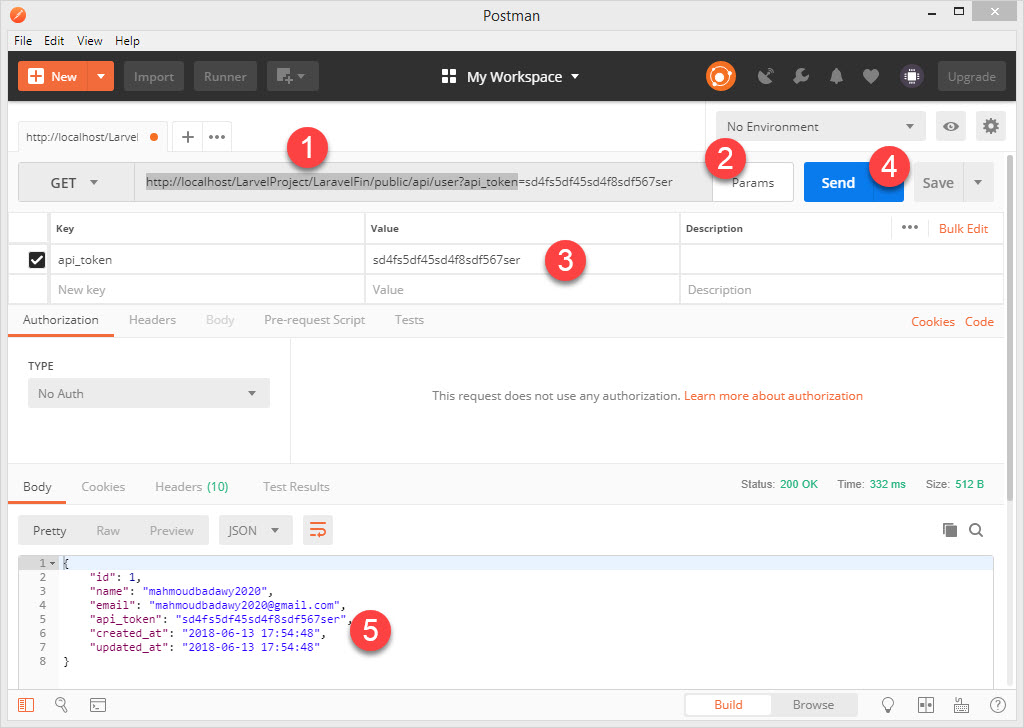 Postman
File Edit View Help
New Import Runner My Workspace Upgrade
http://localhost/Larvel No Environment
1
2
4
GET http://localhost/LarvelProject/LaravelFin/public/api/user?api_token=sd4fs5df45sd4f8sdf567ser Params Send Save
Key Value Description Bulk Edit
api_token sd4fs5df45sd4f8sdf567ser 3
New key Value Description
Authorization Headers Body Pre-request Script Tests Cookies Code
TYPE
No Auth
This request does not use any authorization. Learn more about authorization
Body Cookies Headers (10) Test Results Status: 200 OK Time: 332 ms Size: 512 B
Pretty Raw Preview JSON
1 {
2 "id": 1,
3 "name": "mahmoudbadawy2020",
4 "email": "mahmoudbadawy2020@gmail.com",
5 "api_token": "sd4fs5df45sd4f8sdf567ser",
6 "created_at": "2018-06-13 17:54:48", 5
7 "updated_at": "2018-06-13 17:54:48"
8 }
Build Browse